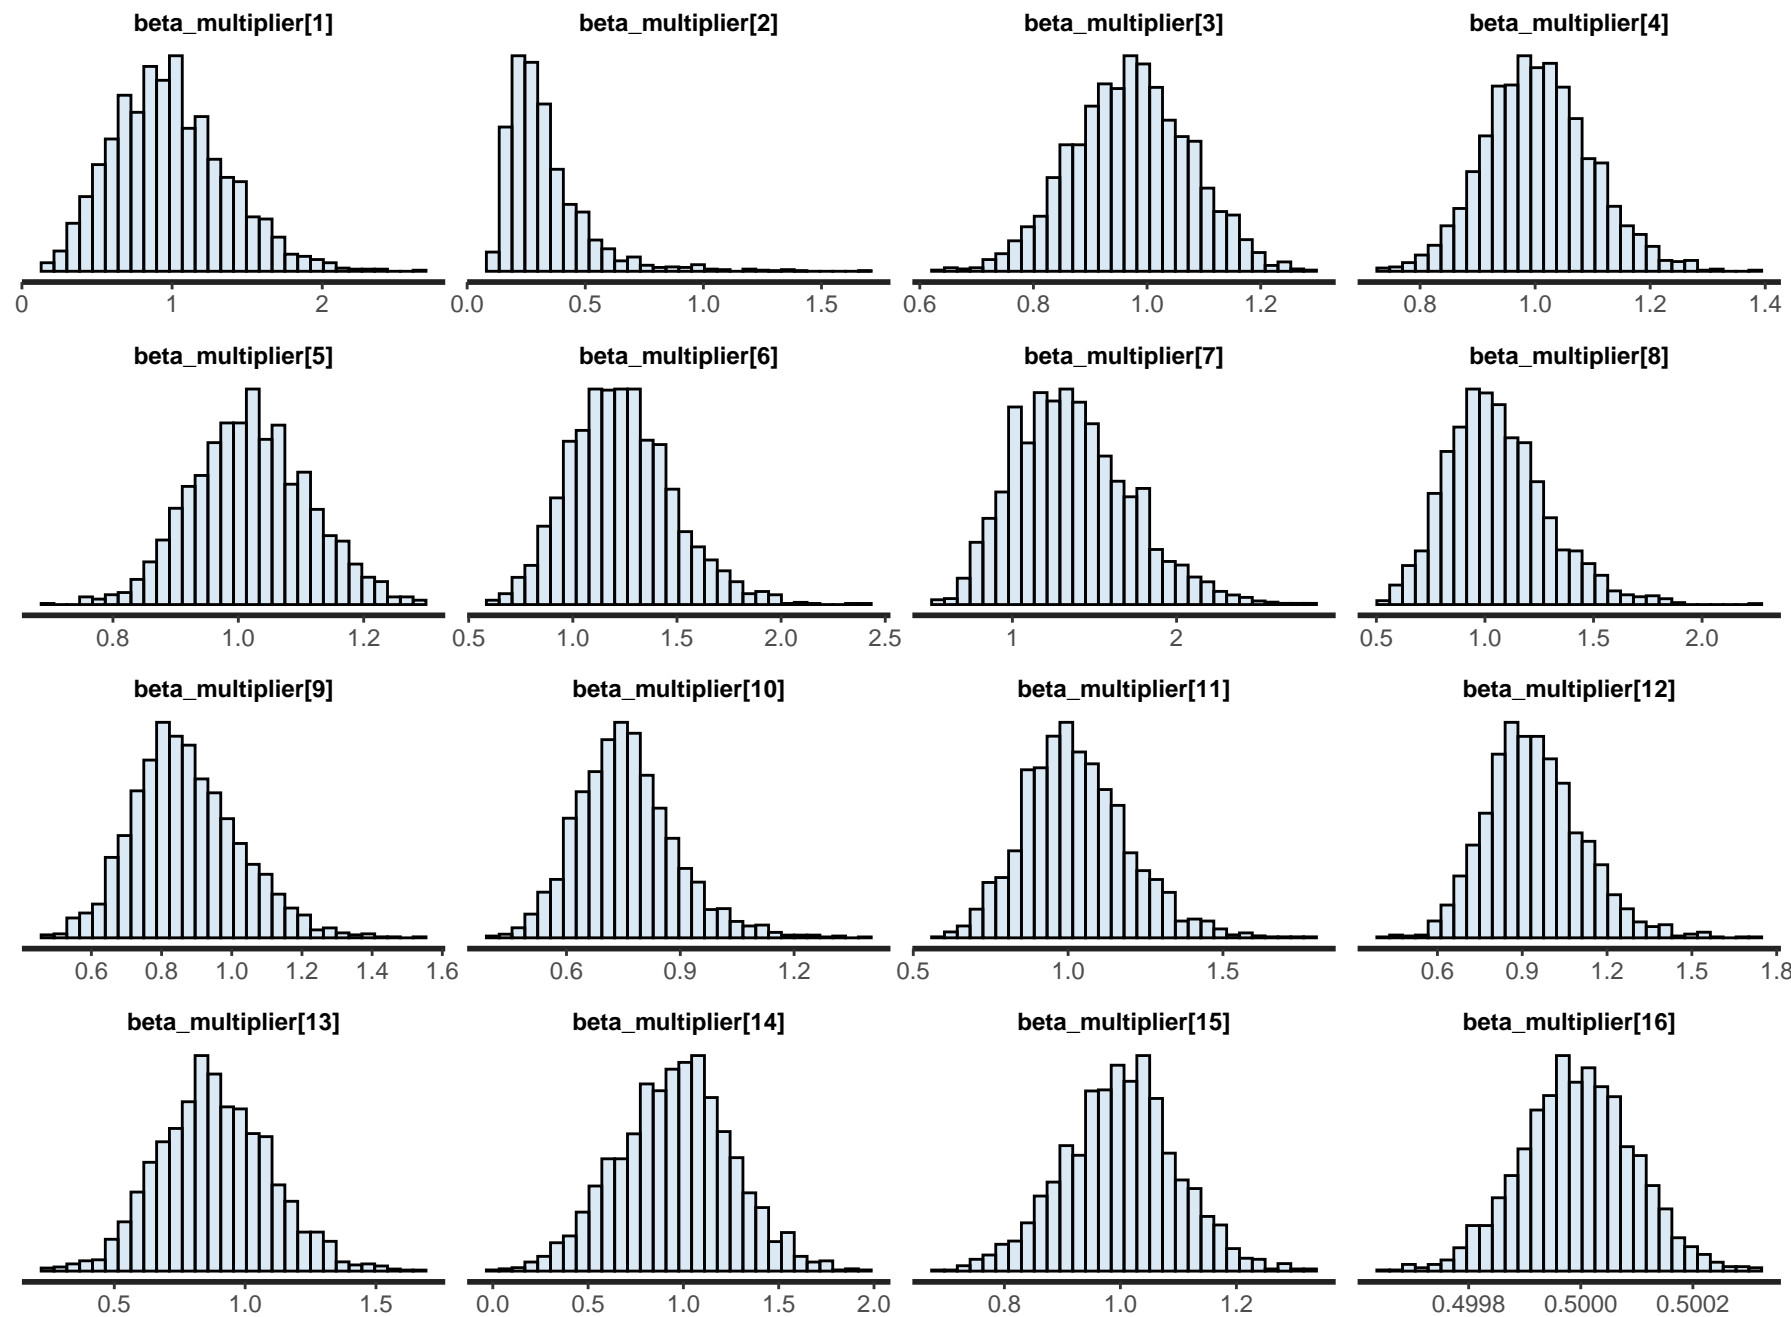 beta_multiplier[1] beta_multiplier[2] beta_multiplier[3] beta_multiplier[4]
0 1 2 0.0 0.5 1.0 1.5 0.6 0.8 1.0 1.2 0.8 1.0 1.2 1.4
beta_multiplier[5] beta_multiplier[6] beta_multiplier[7] beta_multiplier[8]
0.8 1.0 1.2 0.5 1.0 1.5 2.0 2.5 1 2 0.5 1.0 1.5 2.0
beta_multiplier[9] beta_multiplier[10] beta_multiplier[11] beta_multiplier[12]
0.6 0.8 1.0 1.2 1.4 1.6 0.6 0.9 1.2 0.5 1.0 1.5 0.6 0.9 1.2 1.5 1.8
beta_multiplier[13] beta_multiplier[14] beta_multiplier[15] beta_multiplier[16]
0.5 1.0 1.5 0.0 0.5 1.0 1.5 2.0 0.8 1.0 1.2 0.4998 0.5000 0.5002